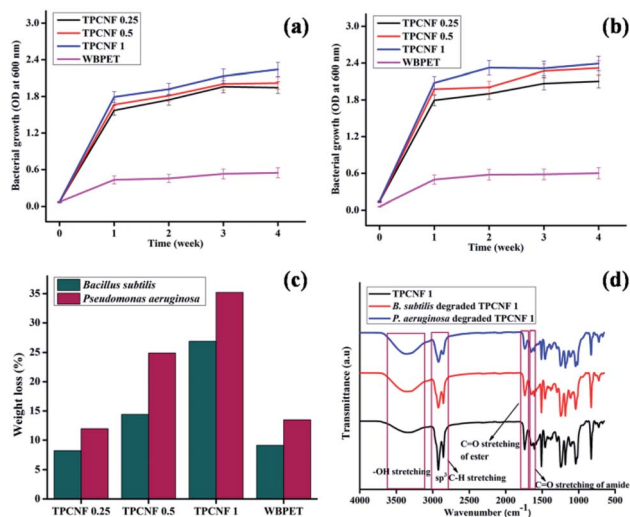 (a)
TPCNF 0.25
TPCNF 0.5
TPCNF 1
WBPET
Bacterial growth (OD at 600 nm)
3.0
2.4
1.8
1.2
0.6
0.0
0 1 2 3 4
Time (week)
(b)
TPCNF 0.25
TPCNF 0.5
TPCNF 1
WBPET
Bacterial growth (OD at 600 nm)
3.0
2.4
1.8
1.2
0.6
0.0
0 1 2 3 4
Time (week)
(c)
Bacillus subtilis
Pseudomonas aeruginosa
Weight loss (%)
35
30
25
20
15
10
5
0
TPCNF 0.25 TPCNF 0.5 TPCNF 1 WBPET
(d)
TPCNF 1
B. subtilis degraded TPCNF 1
P. aeruginosa degraded TPCNF 1
Transmittance (a.u)
C=O stretching
of ester
-OH stretching
sp3 C-H stretching
C=O stretching of amide
4000 3500 3000 2500 2000 1500 1000
Wavenumber (cm-1)